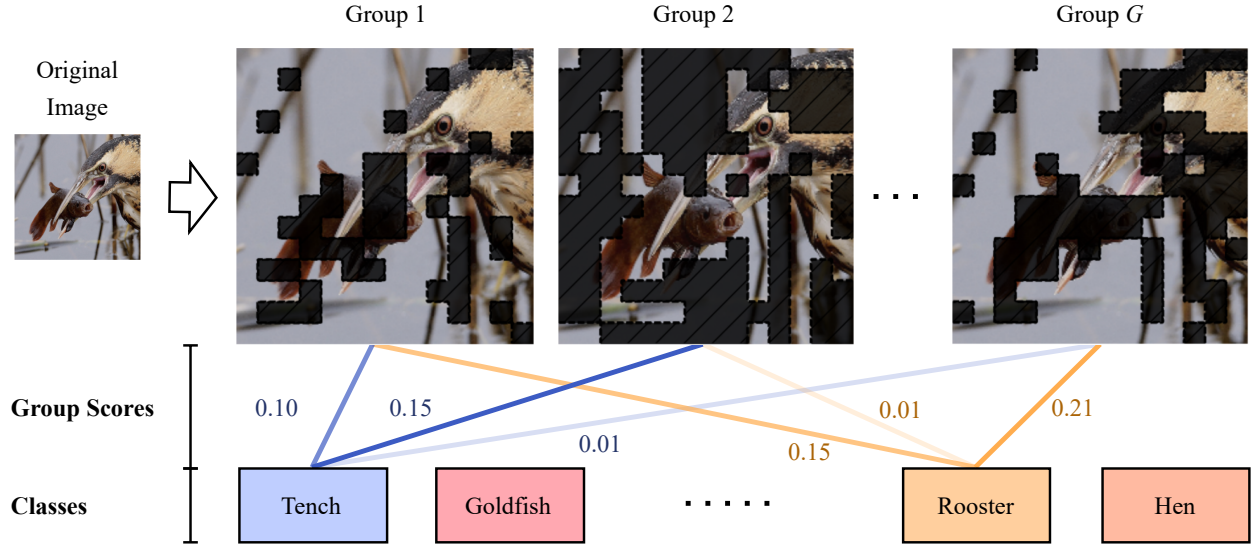 Group 1
Group 2
Group G
Original
Image
. . .
Group Scores
0.10
0.15
0.01
0.15
0.01
0.21
Classes
Tench
Goldfish
. . . . .
Rooster
Hen